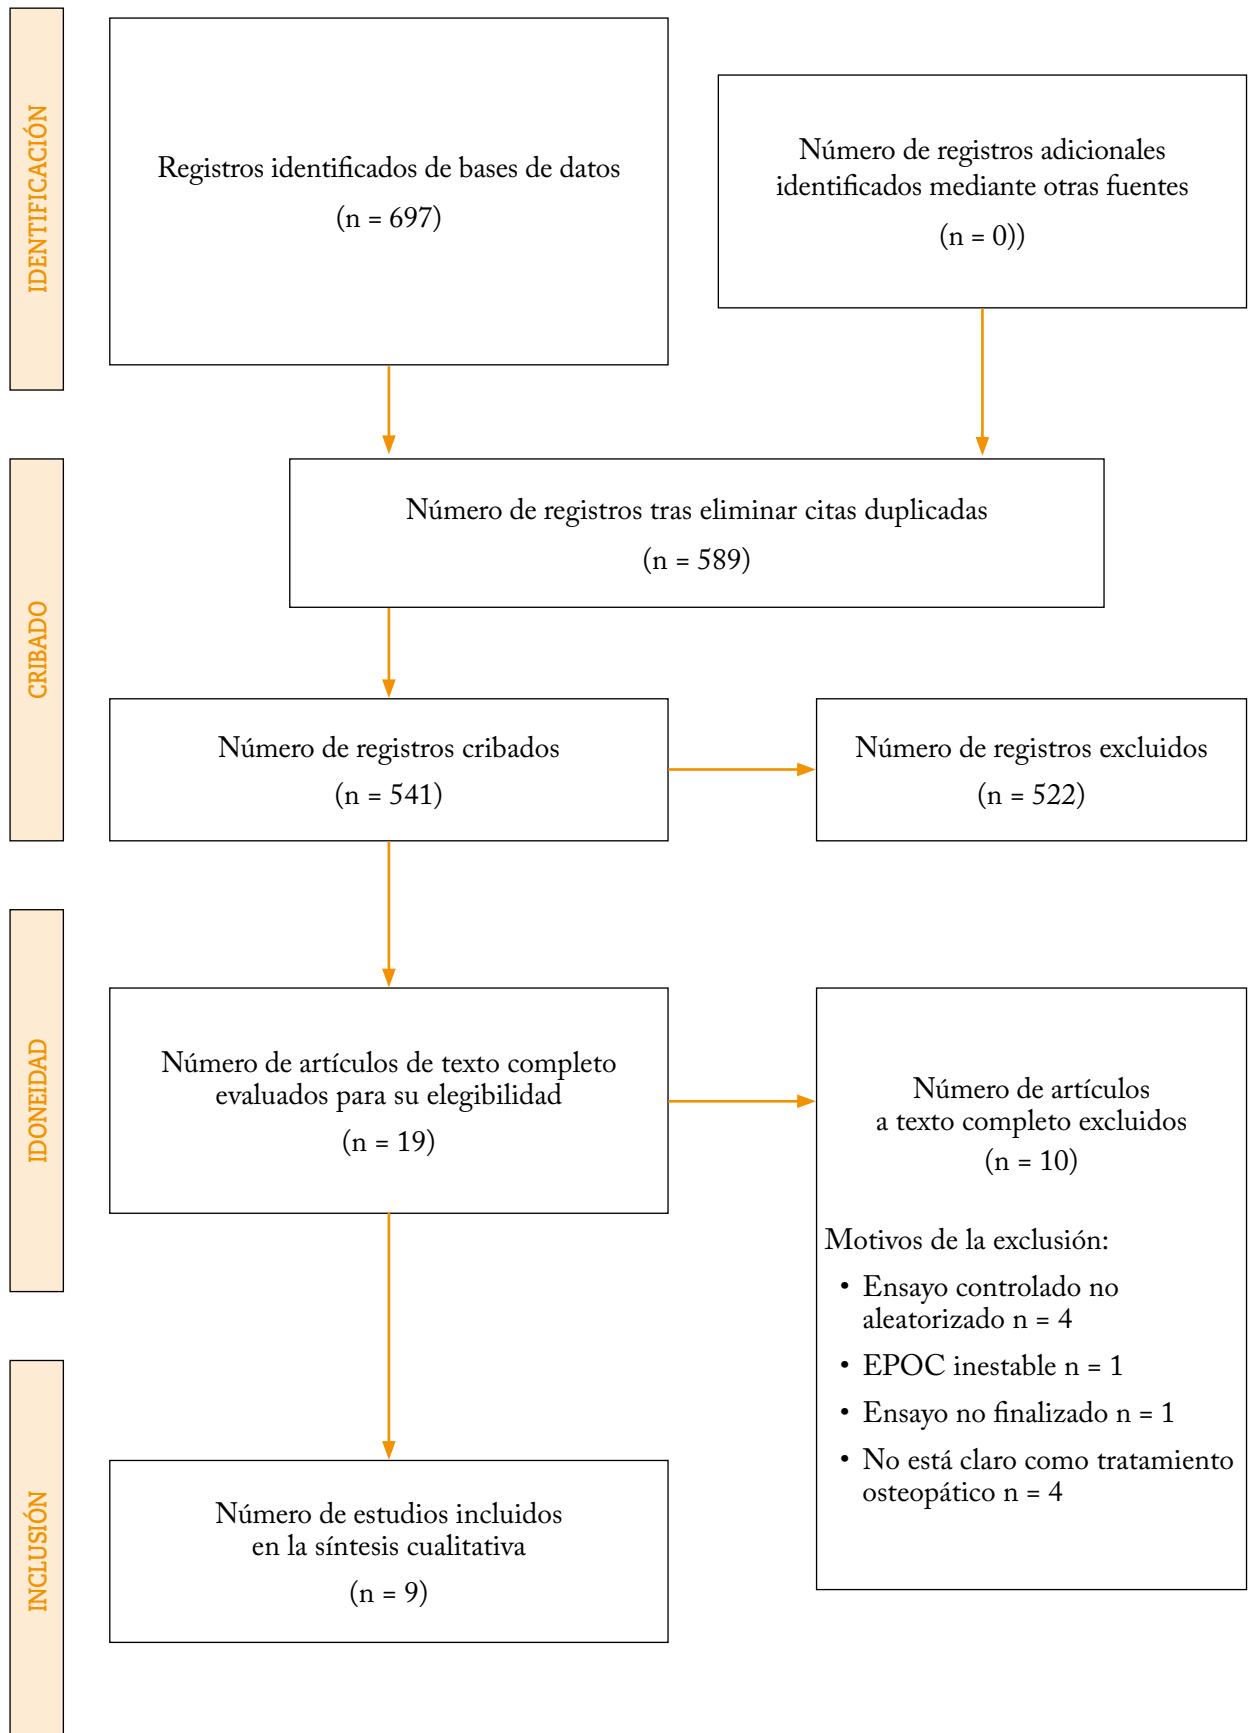 IDENTIFICACIÓN
Registros identificados de bases de datos
(n = 697)
Número de registros adicionales
identificados mediante otras fuentes
(n = 0))
CRIBADO
Número de registros tras eliminar citas duplicadas
(n = 589)
Número de registros cribados
(n = 541)
Número de registros excluidos
(n = 522)
IDONEIDAD
Número de artículos de texto completo
evaluados para su elegibilidad
(n = 19)
Número de artículos
a texto completo excluidos
(n = 10)
Motivos de la exclusión:
• Ensayo controlado no
aleatorizado n = 4
• EPOC inestable n = 1
• Ensayo no finalizado n = 1
• No está claro como tratamiento
osteopático n = 4
INCLUSIÓN
Número de estudios incluidos
en la síntesis cualitativa
(n = 9)